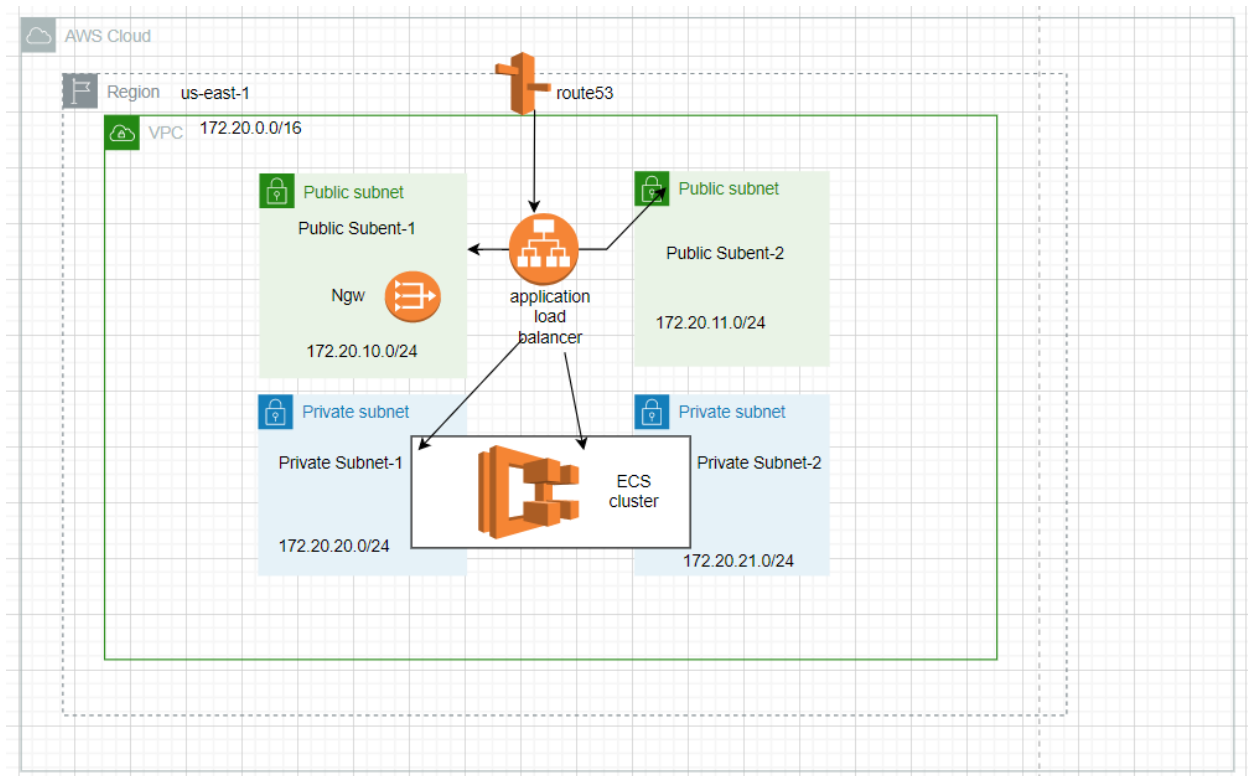 AWS Cloud
Region
us-east-1
route53
VPC
172.20.0.0/16
Public subnet
Public Subent-1
Ngw
172.20.10.0/24
application
load
balancer
Public subnet
Public Subent-2
172.20.11.0/24
Private subnet
Private Subnet-1
172.20.20.0/24
ECS
cluster
Private subnet
Private Subnet-2
172.20.21.0/24